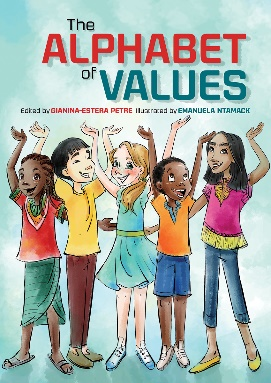 The
ALPHABET
of VALUES
Edited by GIANINA-ESTERA PETRE Illustrated by EMANUELA NTAMACK